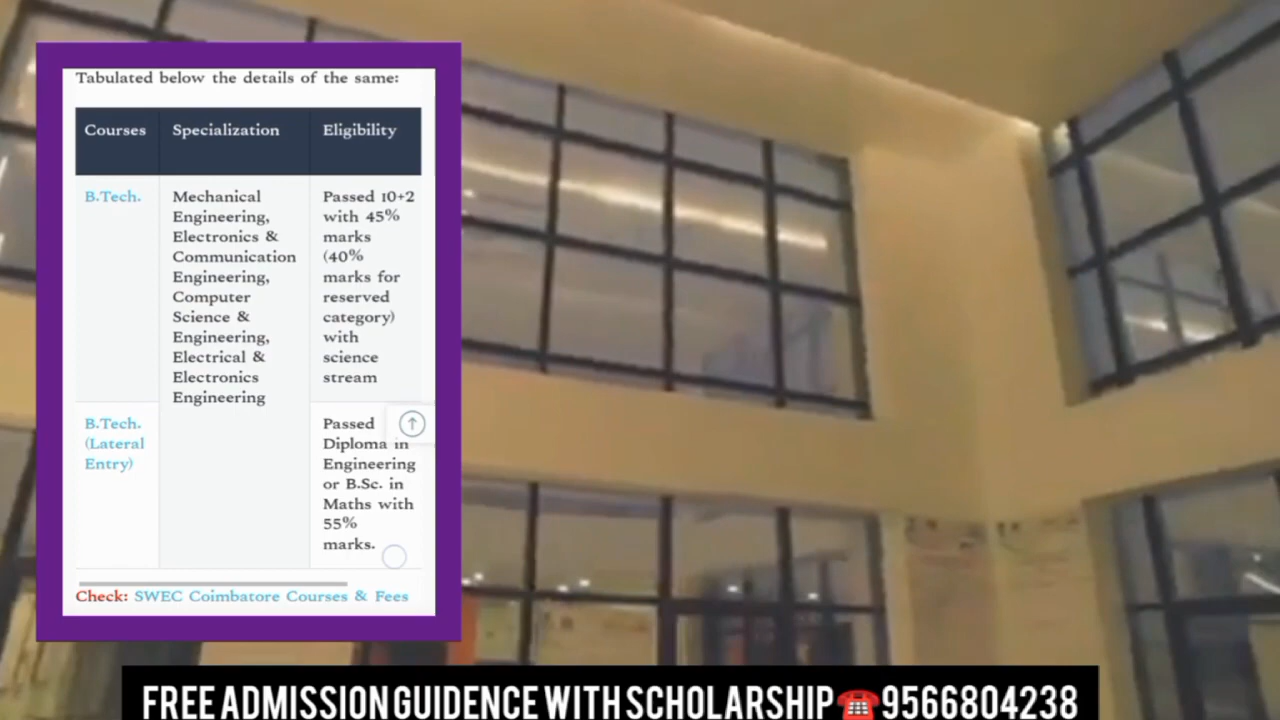 Tabulated below the details of the same:
Courses
Specialization
Eligibility
B.Tech.
Mechanical
Engineering,
Electronics &
Communication
Engineering,
Computer
Science &
Engineering,
Electrical &
Electronics
Engineering
Passed 10+2
with 45%
marks
(40%
marks for
reserved
category)
with
science
stream
B.Tech.
(Lateral
Entry)
Passed
Diploma in
Engineering
or B.Sc. in
Maths with
55%
marks.
Check: SWEC Coimbatore Courses & Fees
FREE ADMISSION GUIDENCE WITH SCHOLARSHIP ☎9566804238